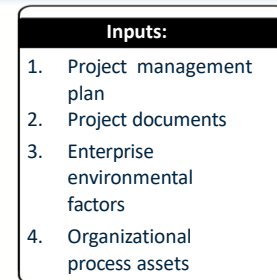 Inputs:
1. Project management
plan
2. Project documents
3. Enterprise
environmental
factors
4. Organizational
process assets